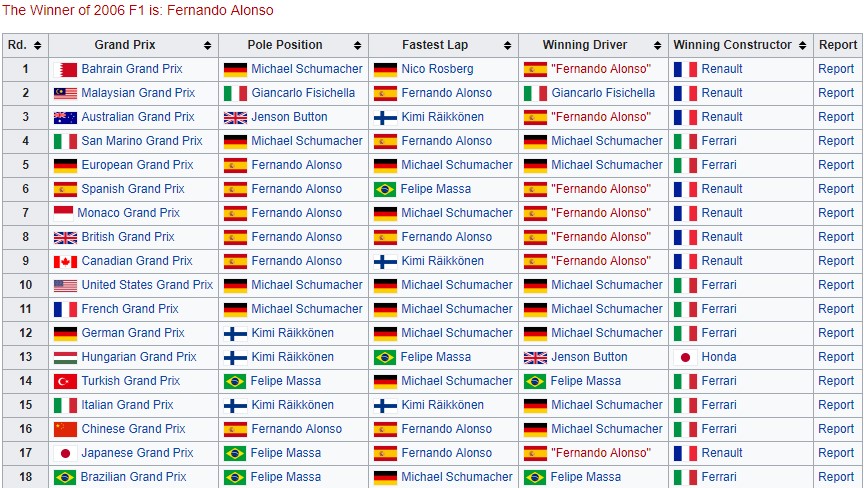 The Winner of 2006 F1 is: Fernando Alonso
Rd. Grand Prix Pole Position Fastest Lap Winning Driver Winning Constructor Report
1 Bahrain Grand Prix Michael Schumacher Nico Rosberg "Fernando Alonso" Renault Report
2 Malaysian Grand Prix Giancarlo Fisichella Fernando Alonso Giancarlo Fisichella Renault Report
3 Australian Grand Prix Jenson Button Kimi Räikkönen "Fernando Alonso" Renault Report
4 San Marino Grand Prix Michael Schumacher Fernando Alonso Michael Schumacher Ferrari Report
5 European Grand Prix Fernando Alonso Michael Schumacher Michael Schumacher Ferrari Report
6 Spanish Grand Prix Fernando Alonso Felipe Massa "Fernando Alonso" Renault Report
7 Monaco Grand Prix Fernando Alonso Michael Schumacher "Fernando Alonso" Renault Report
8 British Grand Prix Fernando Alonso Fernando Alonso "Fernando Alonso" Renault Report
9 Canadian Grand Prix Fernando Alonso Kimi Räikkönen "Fernando Alonso" Renault Report
10 United States Grand Prix Michael Schumacher Michael Schumacher Michael Schumacher Ferrari Report
11 French Grand Prix Michael Schumacher Michael Schumacher Michael Schumacher Ferrari Report
12 German Grand Prix Kimi Räikkönen Michael Schumacher Michael Schumacher Ferrari Report
13 Hungarian Grand Prix Kimi Räikkönen Felipe Massa Jenson Button Honda Report
14 Turkish Grand Prix Felipe Massa Michael Schumacher Felipe Massa Ferrari Report
15 Italian Grand Prix Kimi Räikkönen Kimi Räikkönen Michael Schumacher Ferrari Report
16 Chinese Grand Prix Fernando Alonso Fernando Alonso Michael Schumacher Ferrari Report
17 Japanese Grand Prix Felipe Massa Fernando Alonso "Fernando Alonso" Renault Report
18 Brazilian Grand Prix Felipe Massa Michael Schumacher Felipe Massa Ferrari Report